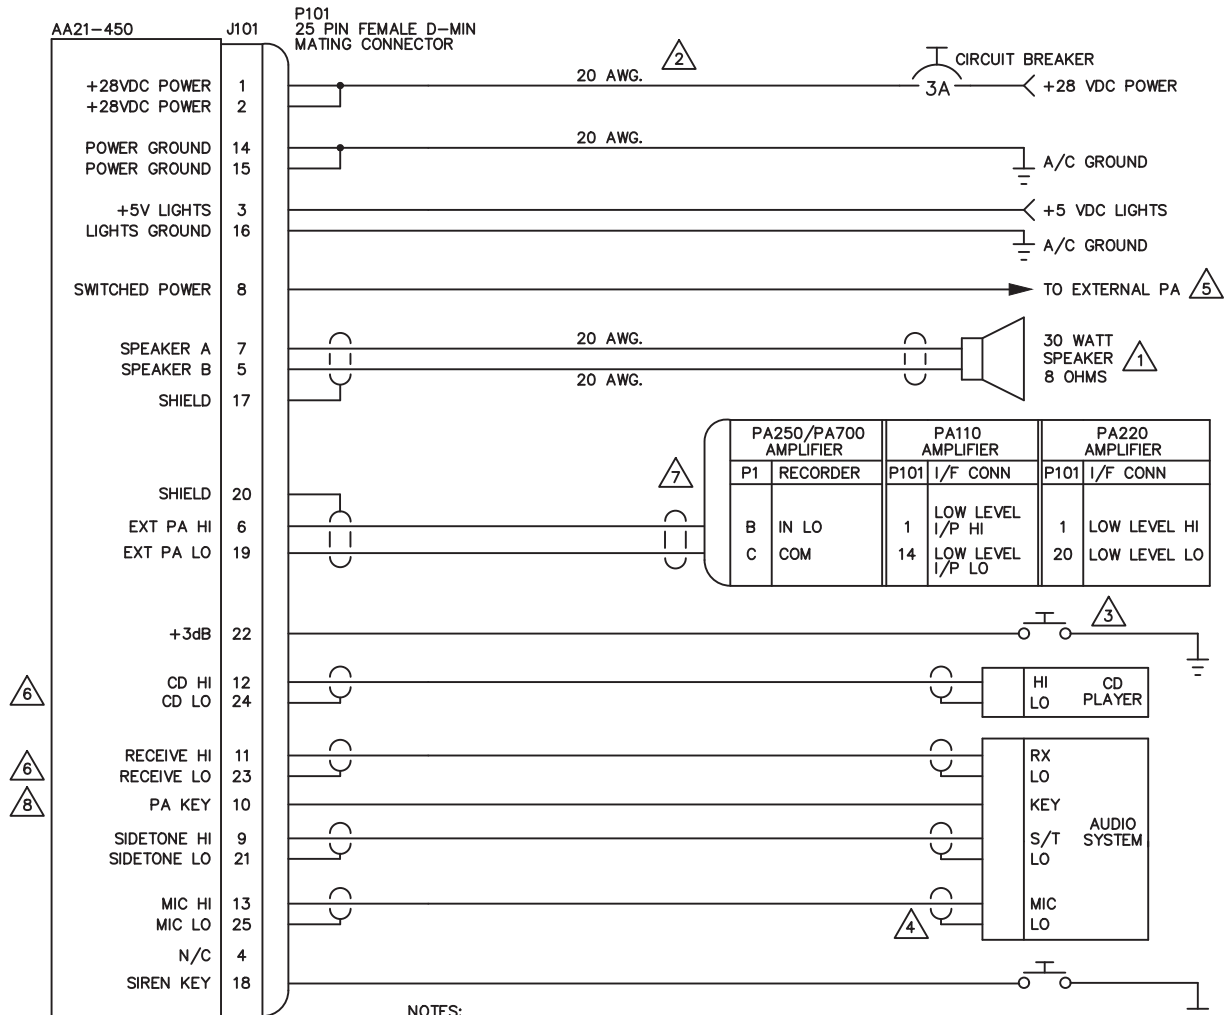 AA21-450 J101 P101
25 PIN FEMALE D-MIN
MATING CONNECTOR
+28VDC POWER 1 20 AWG. 2 3A CIRCUIT BREAKER +28 VDC POWER
+28VDC POWER 2
POWER GROUND 14 20 AWG. A/C GROUND
POWER GROUND 15
+5V LIGHTS 3 +5 VDC LIGHTS
LIGHTS GROUND 16 A/C GROUND
SWITCHED POWER 8 TO EXTERNAL PA 5
SPEAKER A 7 20 AWG.
SPEAKER B 5 20 AWG.
30 WATT
SPEAKER 1
8 OHMS
SHIELD 17
SHIELD 20
EXT PA HI 6
EXT PA LO 19
7
PA250/PA700
AMPLIFIER
P1 RECORDER
B IN LO
C COM
PA110
AMPLIFIER
P101 I/F CONN
1 LOW LEVEL
I/P HI
14 LOW LEVEL
I/P LO
PA220
AMPLIFIER
P101 I/F CONN
1 LOW LEVEL HI
20 LOW LEVEL LO
+3dB 22 3
6
CD HI 12 HI
CD LO 24 LO
CD
PLAYER
6
RECEIVE HI 11 RX
RECEIVE LO 23 LO
8 PA KEY 10 KEY
SIDETONE HI 9 S/T
SIDETONE LO 21 LO
AUDIO
SYSTEM
MIC HI 13 MIC
MIC LO 25 4 LO
N/C 4
SIREN KEY 18
NOTES: